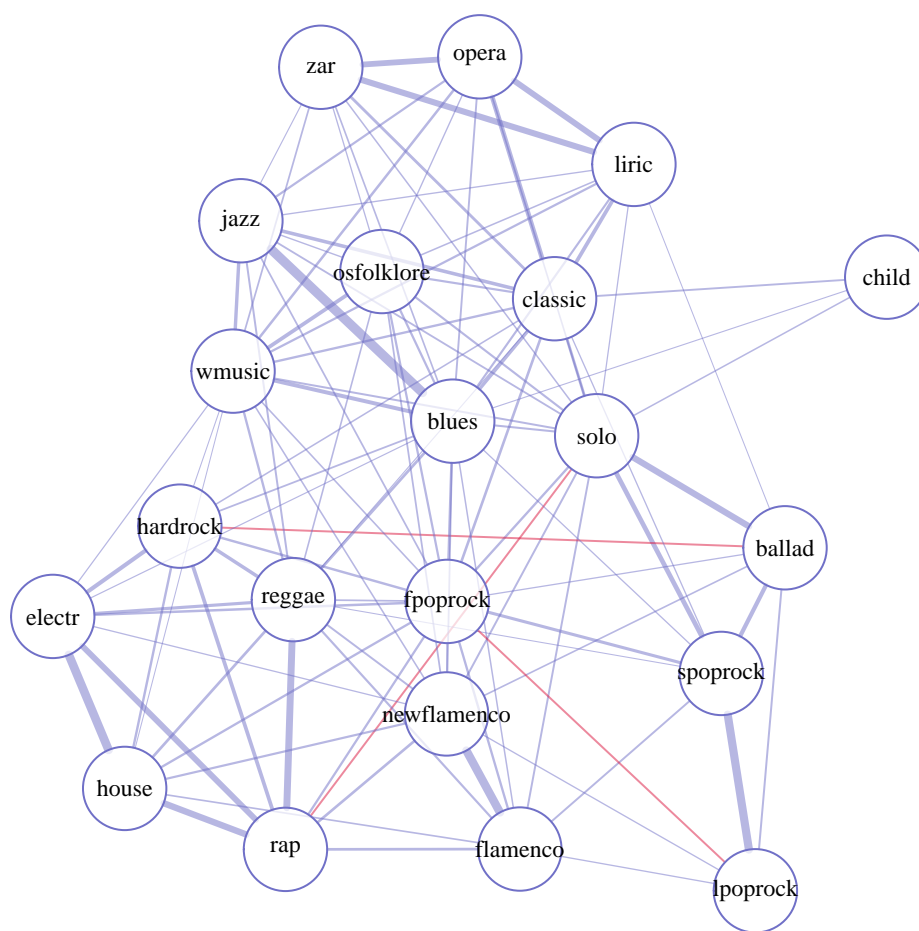 opera
zar
liric
jazz
osfolklore
child
classic
wmusic
blues
solo
hardrock
ballad
reggae
fpoprock
electr
spoprock
newflamenco
house
rap
flamenco
lpoprock